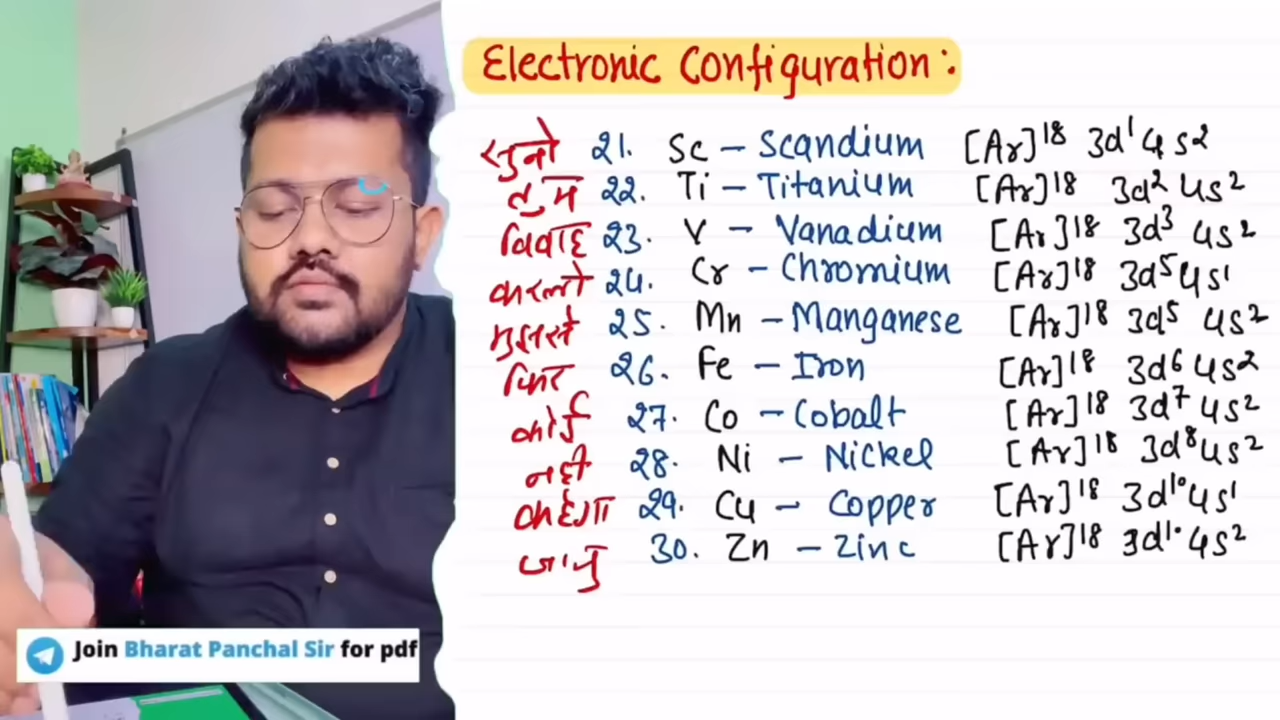 Electronic Configuration:
सुनो 21. Sc – Scandium [Ar]¹⁸ 3d¹ 4s²
तुम 22. Ti – Titanium [Ar]¹⁸ 3d² 4s²
विवाह 23. V – Vanadium [Ar]¹⁸ 3d³ 4s²
करलो 24. Cr – Chromium [Ar]¹⁸ 3d⁵ 4s¹
मुझसे 25. Mn – Manganese [Ar]¹⁸ 3d⁵ 4s²
फिर 26. Fe – Iron [Ar]¹⁸ 3d⁶ 4s²
कोई 27. Co – Cobalt [Ar]¹⁸ 3d⁷ 4s²
नही 28. Ni – Nickel [Ar]¹⁸ 3d⁸ 4s²
कहेगा 29. Cu – Copper [Ar]¹⁸ 3d¹⁰ 4s¹
जानु 30. Zn – Zinc [Ar]¹⁸ 3d¹⁰ 4s²
Join Bharat Panchal Sir for pdf